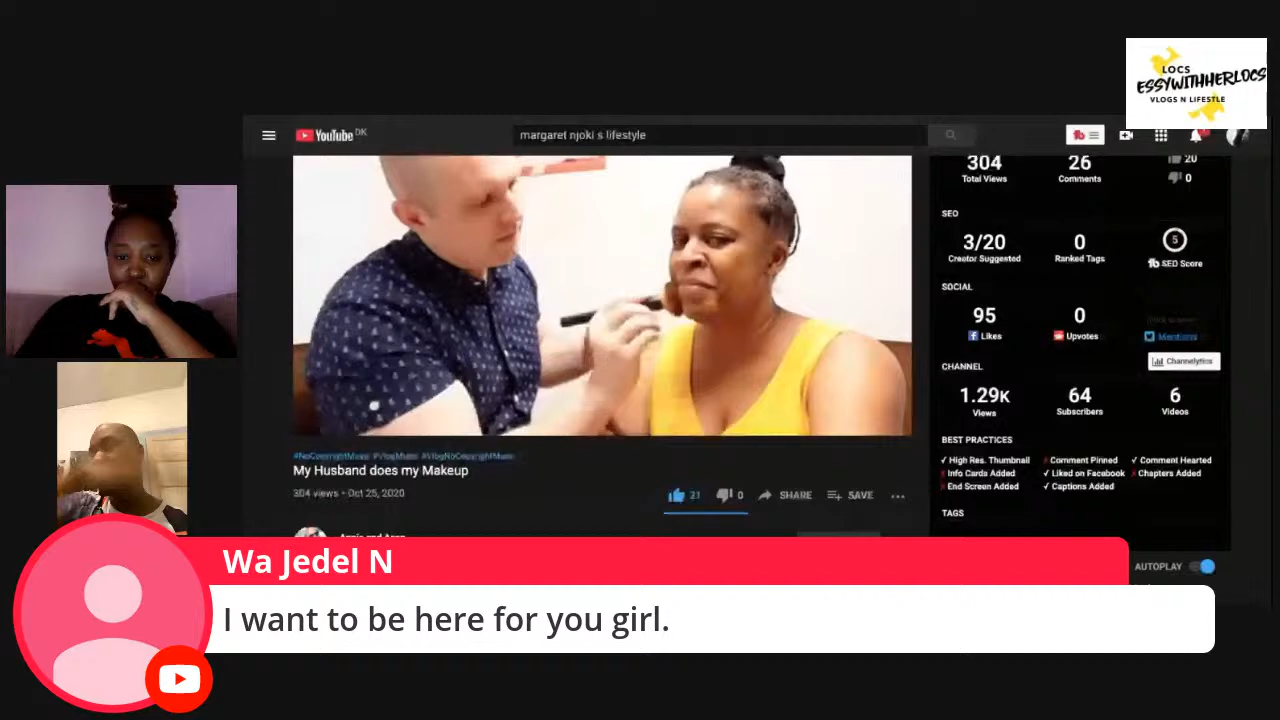 LOCS
ESSYWITHHERLOCS
VLOGS N LIFESTLE
YouTube DK
margaret njoki s lifestyle
304
Total Views
26
Comments
20
0
SEO
3/20
Creator Suggested
0
Ranked Tags
5
SEO Score
SOCIAL
95
Likes
0
Upvotes
Mentions
Channelytics
CHANNEL
1.29K
Views
64
Subscribers
6
Videos
BEST PRACTICES
✓ High Res. Thumbnail
Comment Pinned
✓ Comment Hearted
Info Cards Added
✓ Liked on Facebook
Chapters Added
End Screen Added
✓ Captions Added
TAGS
#NoCopyrightMusic #VlogMusic #VlogNoCopyrightMusic
My Husband does my Makeup
304 views • Oct 25, 2020
21
0
SHARE
SAVE
AUTOPLAY
Wa Jedel N
I want to be here for you girl.